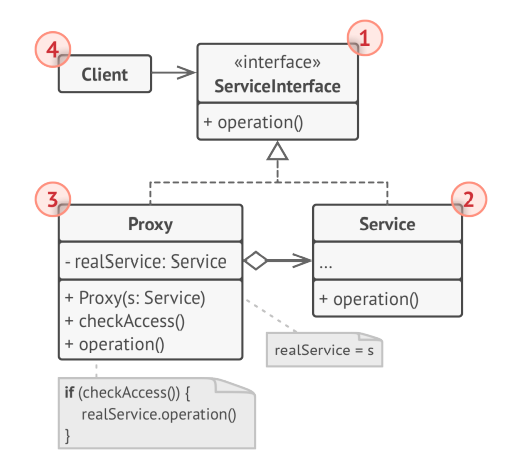 4
1
Client
«interface»
ServiceInterface
+ operation()
3
2
Proxy
- realService: Service
+ Proxy(s: Service)
+ checkAccess()
+ operation()
Service
...
+ operation()
realService = s
if (checkAccess()) {
realService.operation()
}